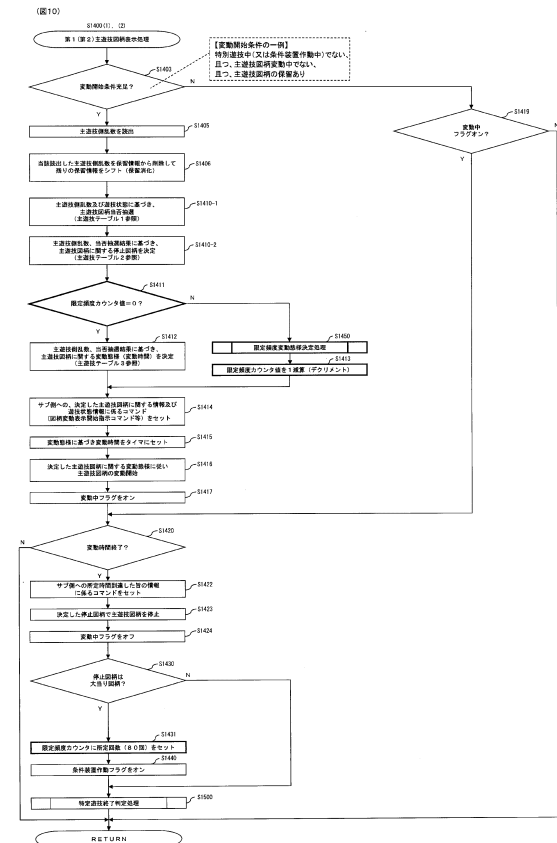 (図10)
S1400(1), (2)
第1(第2)主遊技図柄表示処理
【変動開始条件の一例】
特別遊技中(又は条件装置作動中)でない、
且つ、主遊技図柄変動中でない、
且つ、主遊技図柄の保留あり
S1403
変動開始条件充足？
N
Y
S1419
変動中
フラグオン？
N
Y
S1405
主遊技側乱数を読出
S1406
当該読出した主遊技側乱数を保留情報から削除して
残りの保留情報をシフト(保留消化)
S1410-1
主遊技側乱数及び遊技状態に基づき、
主遊技図柄当否抽選
(主遊技テーブル1参照)
S1410-2
主遊技側乱数、当否抽選結果に基づき、
主遊技図柄に関する停止図柄を決定
(主遊技テーブル2参照)
S1411
限定頻度カウンタ値=0？
N
Y
S1412
主遊技側乱数、当否抽選結果に基づき、
主遊技図柄に関する変動態様(変動時間)を決定
(主遊技テーブル3参照)
S1450
限定頻度変動態様決定処理
S1413
限定頻度カウンタ値を1減算(デクリメント)
S1414
サブ側への、決定した主遊技図柄に関する情報及び
遊技状態情報に係るコマンド
(図柄変動表示開始指示コマンド等)をセット
S1415
変動態様に基づき変動時間をタイマにセット
S1416
決定した主遊技図柄に関する変動態様に従い
主遊技図柄の変動開始
S1417
変動中フラグをオン
S1420
変動時間終了？
N
Y
S1422
サブ側への所定時間到達した旨の情報
に係るコマンドをセット
S1423
決定した停止図柄で主遊技図柄を停止
S1424
変動中フラグをオフ
S1430
停止図柄は
大当り図柄？
N
Y
S1431
限定頻度カウンタに所定回数(80回)をセット
S1440
条件装置作動フラグをオン
S1500
特定遊技終了判定処理
RETURN